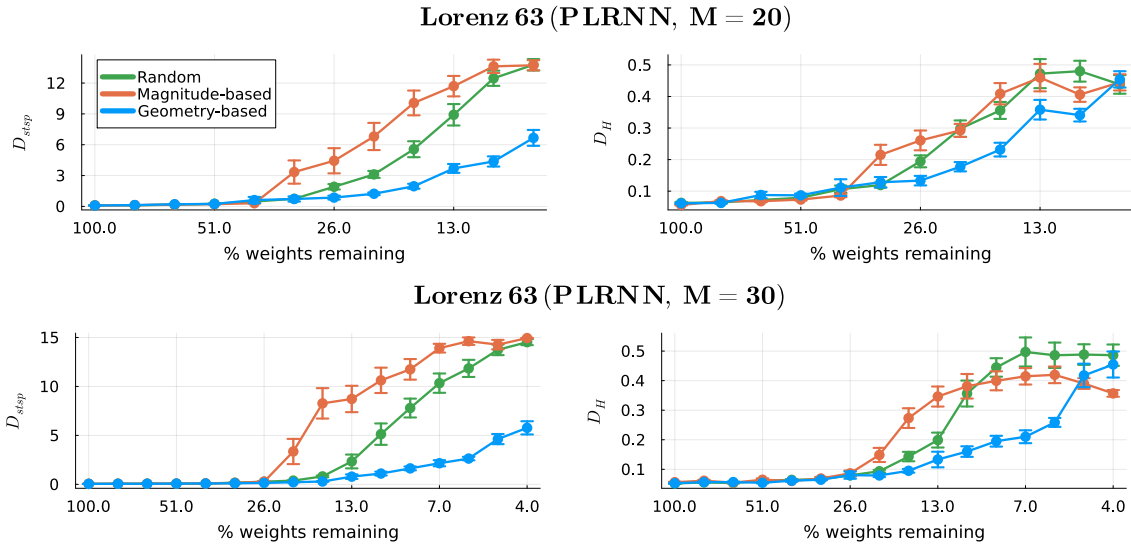 Lorenz 63 (PLRNN, M = 20)
12
9
6
3
0
D_stsp
Random
Magnitude-based
Geometry-based
100.0 51.0 26.0 13.0
% weights remaining
0.5
0.4
0.3
0.2
0.1
D_H
100.0 51.0 26.0 13.0
% weights remaining
Lorenz 63 (PLRNN, M = 30)
15
10
5
0
D_stsp
100.0 51.0 26.0 13.0 7.0 4.0
% weights remaining
0.5
0.4
0.3
0.2
0.1
D_H
100.0 51.0 26.0 13.0 7.0 4.0
% weights remaining